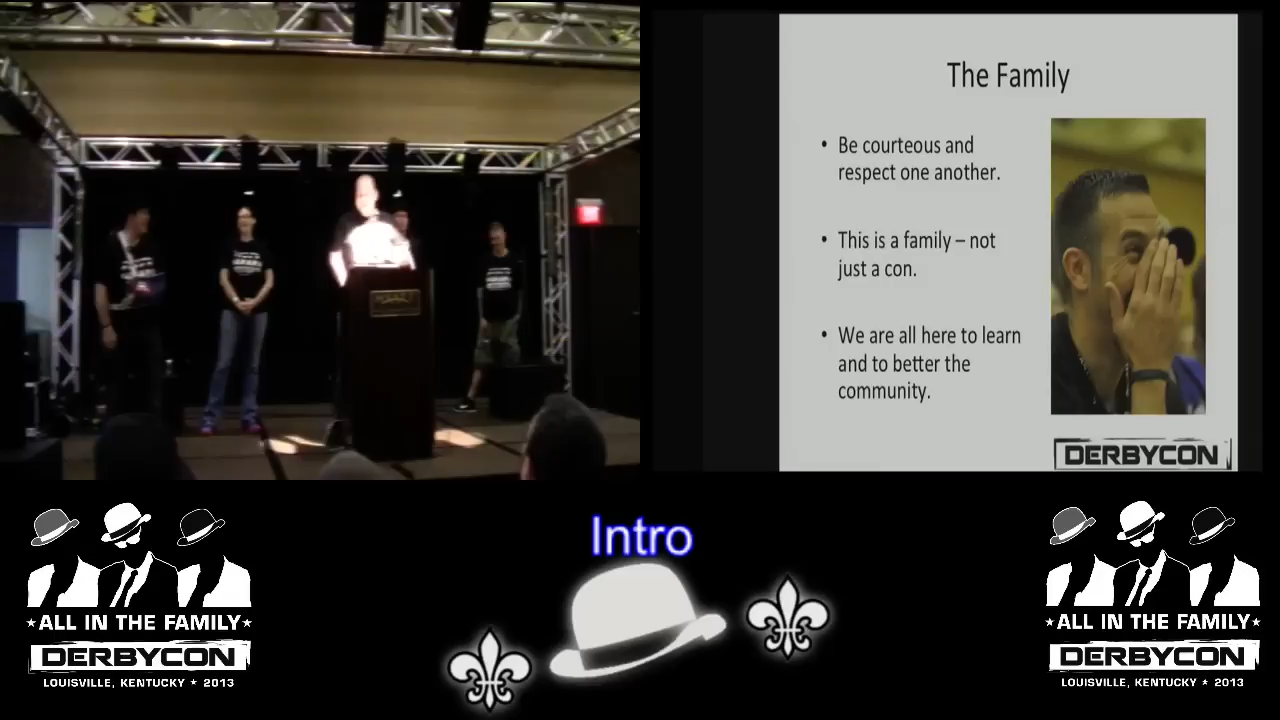 The Family
• Be courteous and
respect one another.
• This is a family – not
just a con.
• We are all here to learn
and to better the
community.
DERBYCON
Intro
ALL IN THE FAMILY
DERBYCON
LOUISVILLE, KENTUCKY ★ 2013
ALL IN THE FAMILY
DERBYCON
LOUISVILLE, KENTUCKY ★ 2013